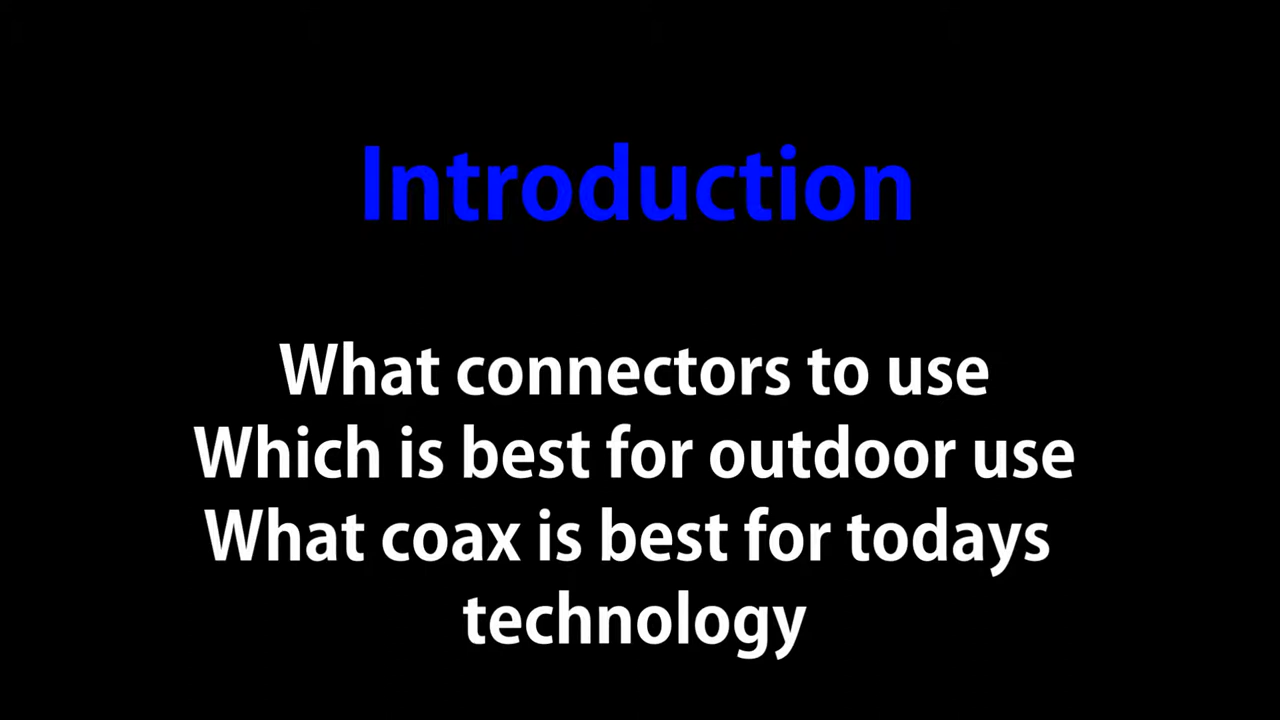 Introduction
What connectors to use
Which is best for outdoor use
What coax is best for todays
technology